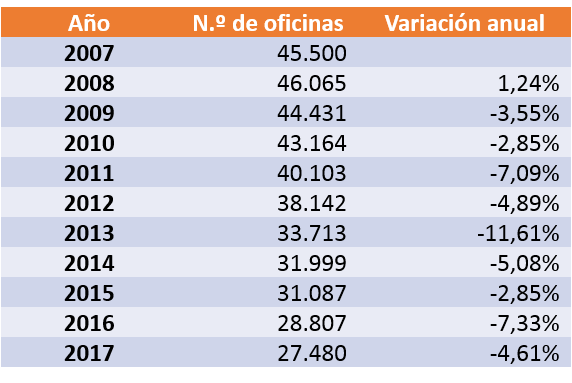 Año N.º de oficinas Variación anual
2007 45.500
2008 46.065 1,24%
2009 44.431 -3,55%
2010 43.164 -2,85%
2011 40.103 -7,09%
2012 38.142 -4,89%
2013 33.713 -11,61%
2014 31.999 -5,08%
2015 31.087 -2,85%
2016 28.807 -7,33%
2017 27.480 -4,61%